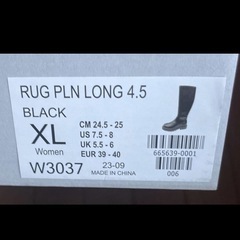 RUG PLN LONG 4.5
BLACK
XL
Women
CM 24.5 - 25
US 7.5 - 8
UK 5.5 - 6
EUR 39 - 40
W3037
23-09
MADE IN CHINA
665639-0001
006